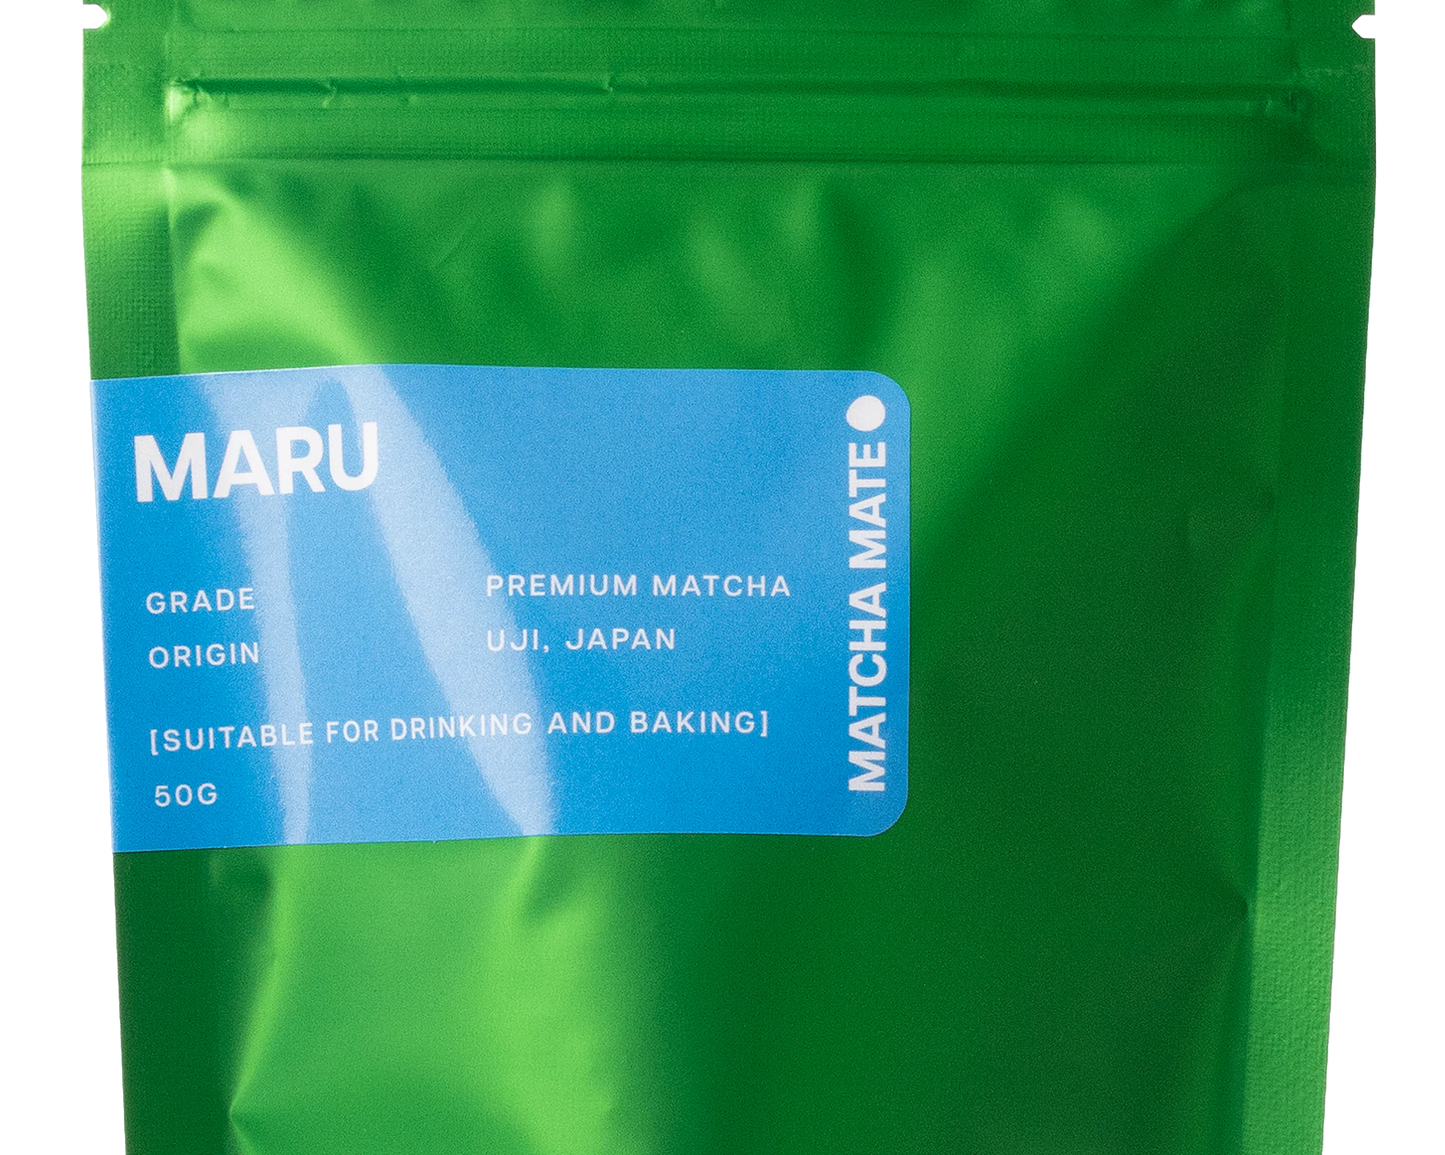 MARU
GRADE PREMIUM MATCHA
ORIGIN UJI, JAPAN
[SUITABLE FOR DRINKING AND BAKING]
50G
MATCHA MATE